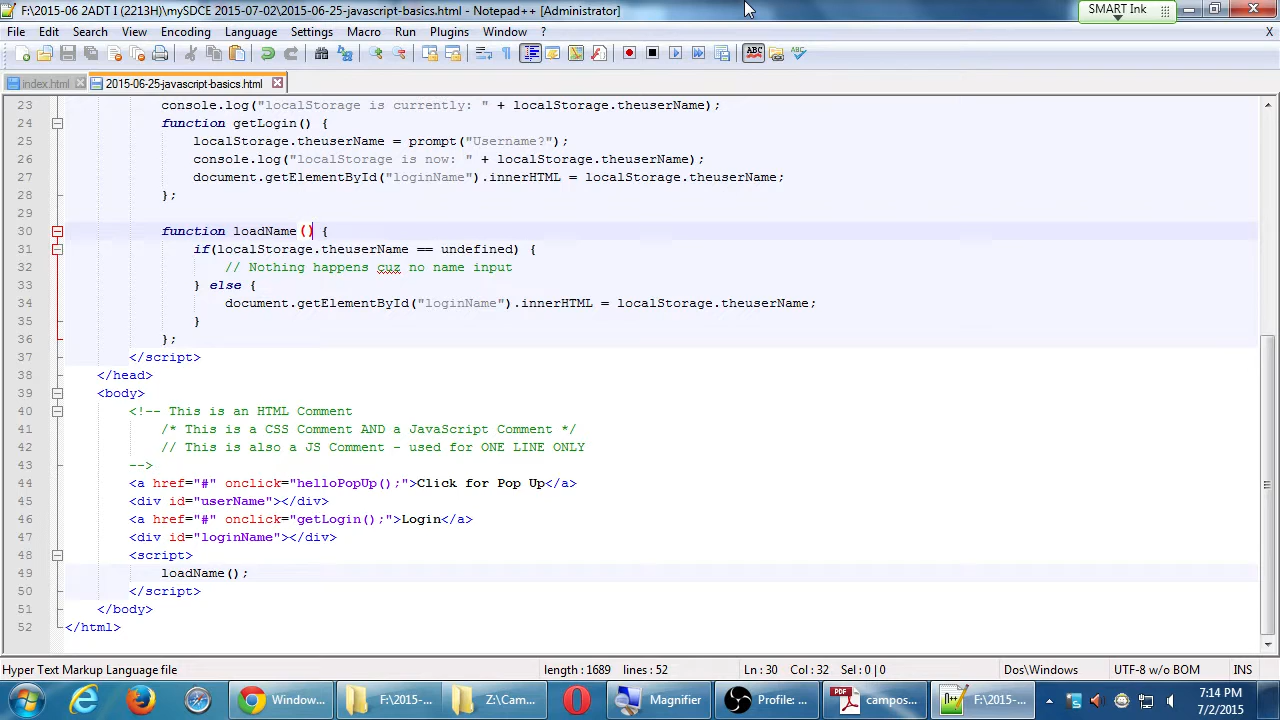 F:\2015-06 2ADT I (2213H)\mySDCE 2015-07-02\2015-06-25-javascript-basics.html - Notepad++ [Administrator]
SMART Ink
File Edit Search View Encoding Language Settings Macro Run Plugins Window ? X
ABC ABC
index.html 2015-06-25-javascript-basics.html
23 console.log("localStorage is currently: " + localStorage.theuserName);
24 function getLogin() {
25 localStorage.theuserName = prompt("Username?");
26 console.log("localStorage is now: " + localStorage.theuserName);
27 document.getElementById("loginName").innerHTML = localStorage.theuserName;
28 };
29
30 function loadName() {
31 if(localStorage.theuserName == undefined) {
32 // Nothing happens cuz no name input
33 } else {
34 document.getElementById("loginName").innerHTML = localStorage.theuserName;
35 }
36 };
37 </script>
38 </head>
39 <body>
40 <!-- This is an HTML Comment
41 /* This is a CSS Comment AND a JavaScript Comment */
42 // This is also a JS Comment - used for ONE LINE ONLY
43 -->
44 <a href="#" onclick="helloPopUp();">Click for Pop Up</a>
45 <div id="userName"></div>
46 <a href="#" onclick="getLogin();">Login</a>
47 <div id="loginName"></div>
48 <script>
49 loadName();
50 </script>
51 </body>
52 </html>
Hyper Text Markup Language file length : 1689 lines : 52 Ln : 30 Col : 32 Sel : 0 | 0 Dos\Windows UTF-8 w/o BOM INS
Window... F:\2015-... Z:\Cam... Magnifier Profile: ... campos... F:\2015-... 7:14 PM
7/2/2015